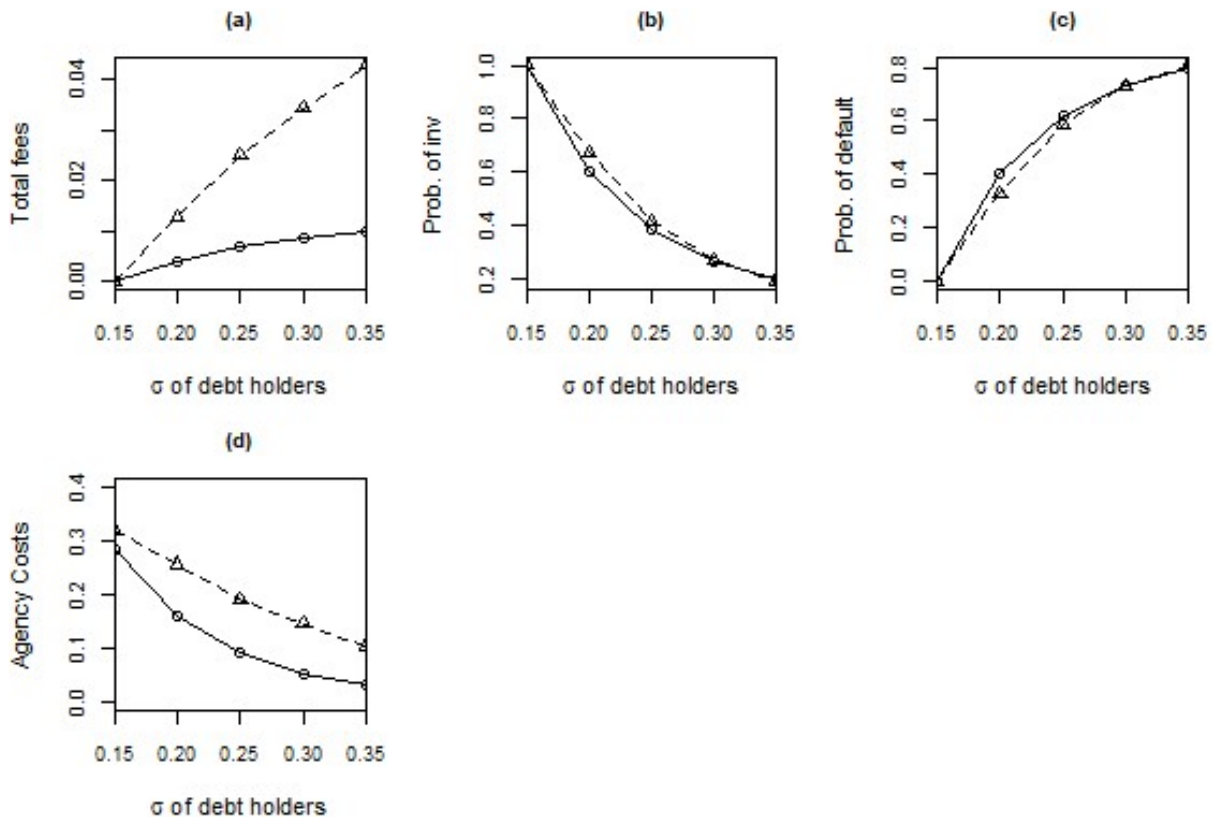 (a)
Total fees
0.04
0.02
0.00
0.15 0.20 0.25 0.30 0.35
σ of debt holders
(b)
Prob. of inv
1.0
0.8
0.6
0.4
0.2
0.15 0.20 0.25 0.30 0.35
σ of debt holders
(c)
Prob. of default
0.8
0.6
0.4
0.2
0.0
0.15 0.20 0.25 0.30 0.35
σ of debt holders
(d)
Agency Costs
0.4
0.3
0.2
0.1
0.0
0.15 0.20 0.25 0.30 0.35
σ of debt holders